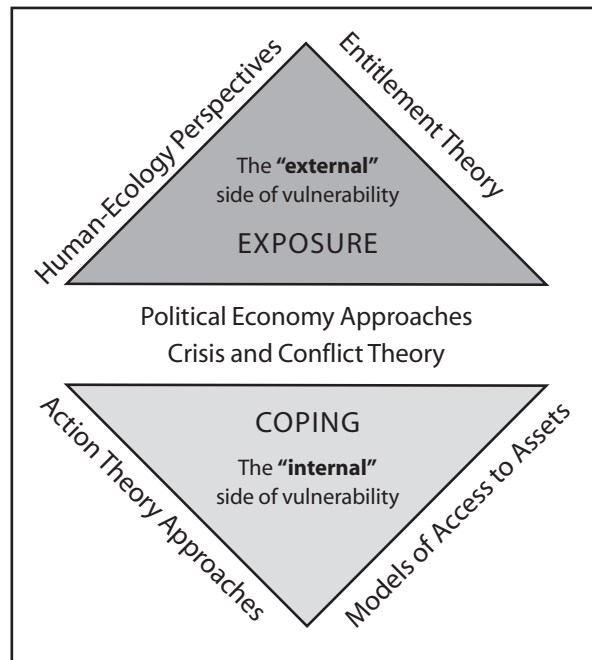 Human-Ecology Perspectives
Entitlement Theory
The "external"
side of vulnerability
EXPOSURE
Political Economy Approaches
Crisis and Conflict Theory
COPING
The "internal"
side of vulnerability
Action Theory Approaches
Models of Access to Assets